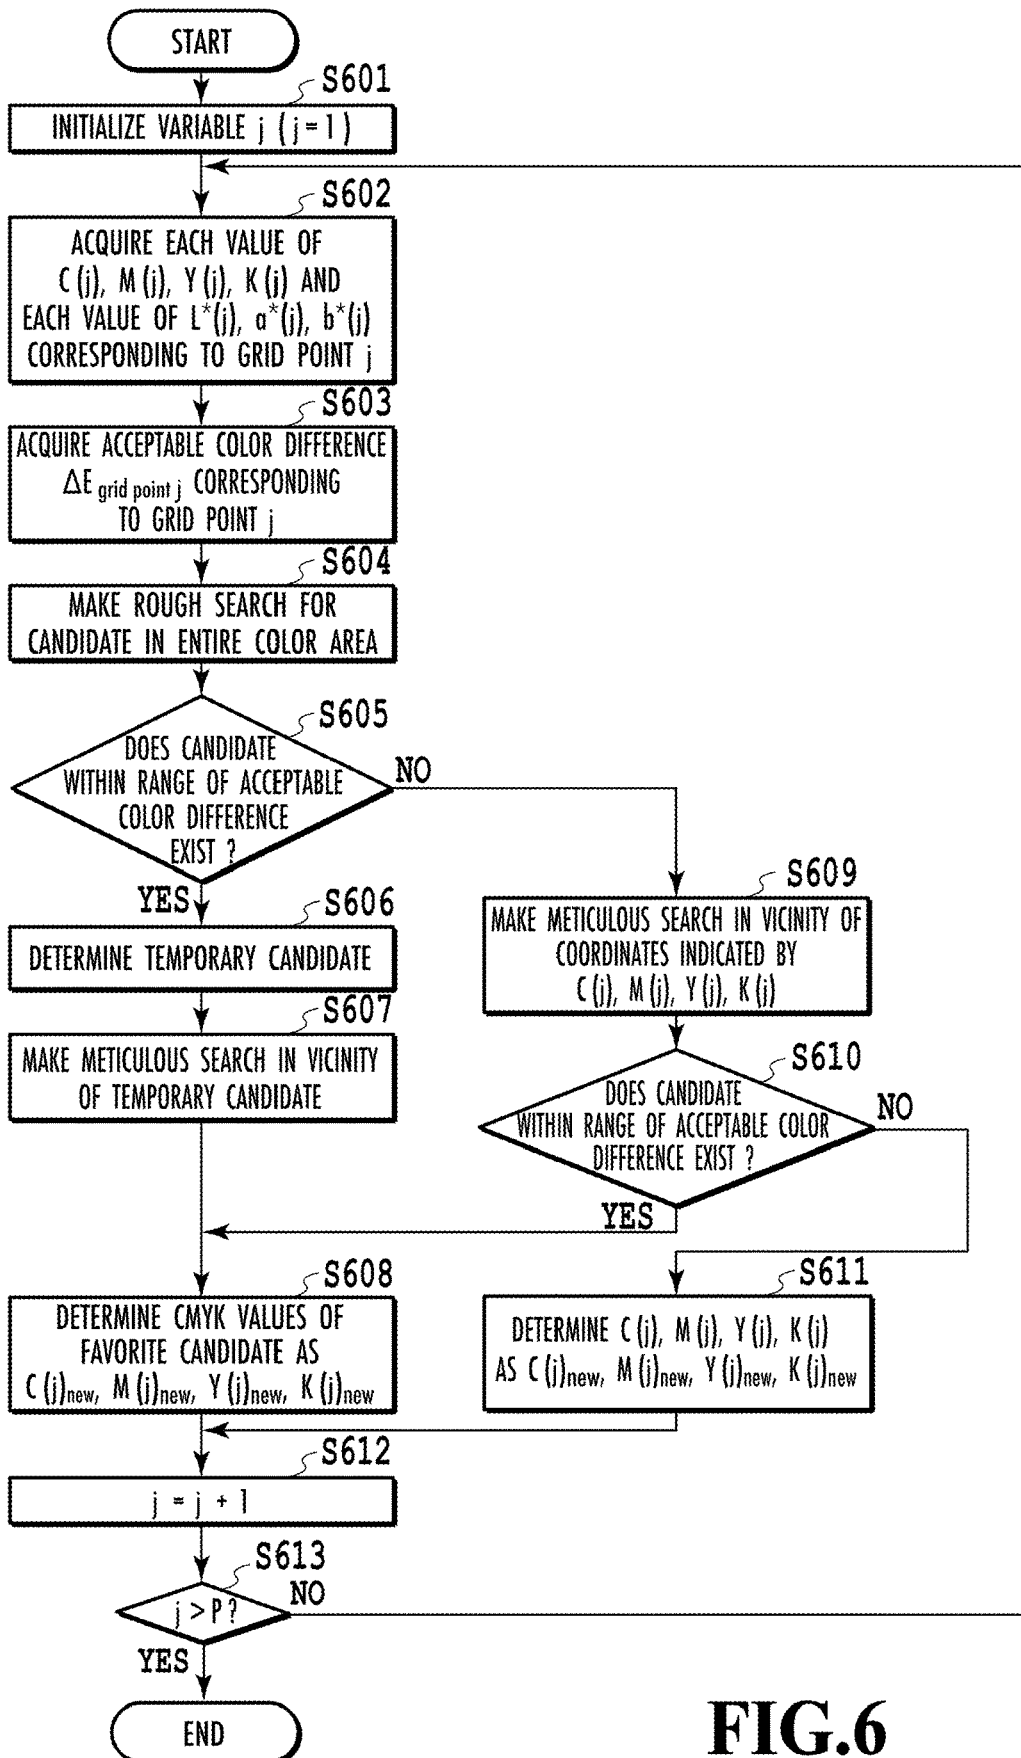 START
S601
INITIALIZE VARIABLE j (j=1)
S602
ACQUIRE EACH VALUE OF
C(j), M(j), Y(j), K(j) AND
EACH VALUE OF L*(j), a*(j), b*(j)
CORRESPONDING TO GRID POINT j
S603
ACQUIRE ACCEPTABLE COLOR DIFFERENCE
ΔE grid point j CORRESPONDING
TO GRID POINT j
S604
MAKE ROUGH SEARCH FOR
CANDIDATE IN ENTIRE COLOR AREA
S605
DOES CANDIDATE
WITHIN RANGE OF ACCEPTABLE
COLOR DIFFERENCE
EXIST ?
NO
YES
S606
DETERMINE TEMPORARY CANDIDATE
S607
MAKE METICULOUS SEARCH IN VICINITY
OF TEMPORARY CANDIDATE
S609
MAKE METICULOUS SEARCH IN VICINITY OF
COORDINATES INDICATED BY
C(j), M(j), Y(j), K(j)
S610
DOES CANDIDATE
WITHIN RANGE OF ACCEPTABLE COLOR
DIFFERENCE EXIST ?
NO
YES
S608
DETERMINE CMYK VALUES OF
FAVORITE CANDIDATE AS
C(j)new, M(j)new, Y(j)new, K(j)new
S611
DETERMINE C(j), M(j), Y(j), K(j)
AS C(j)new, M(j)new, Y(j)new, K(j)new
S612
j = j + 1
S613
j > P ?
NO
YES
END
FIG.6